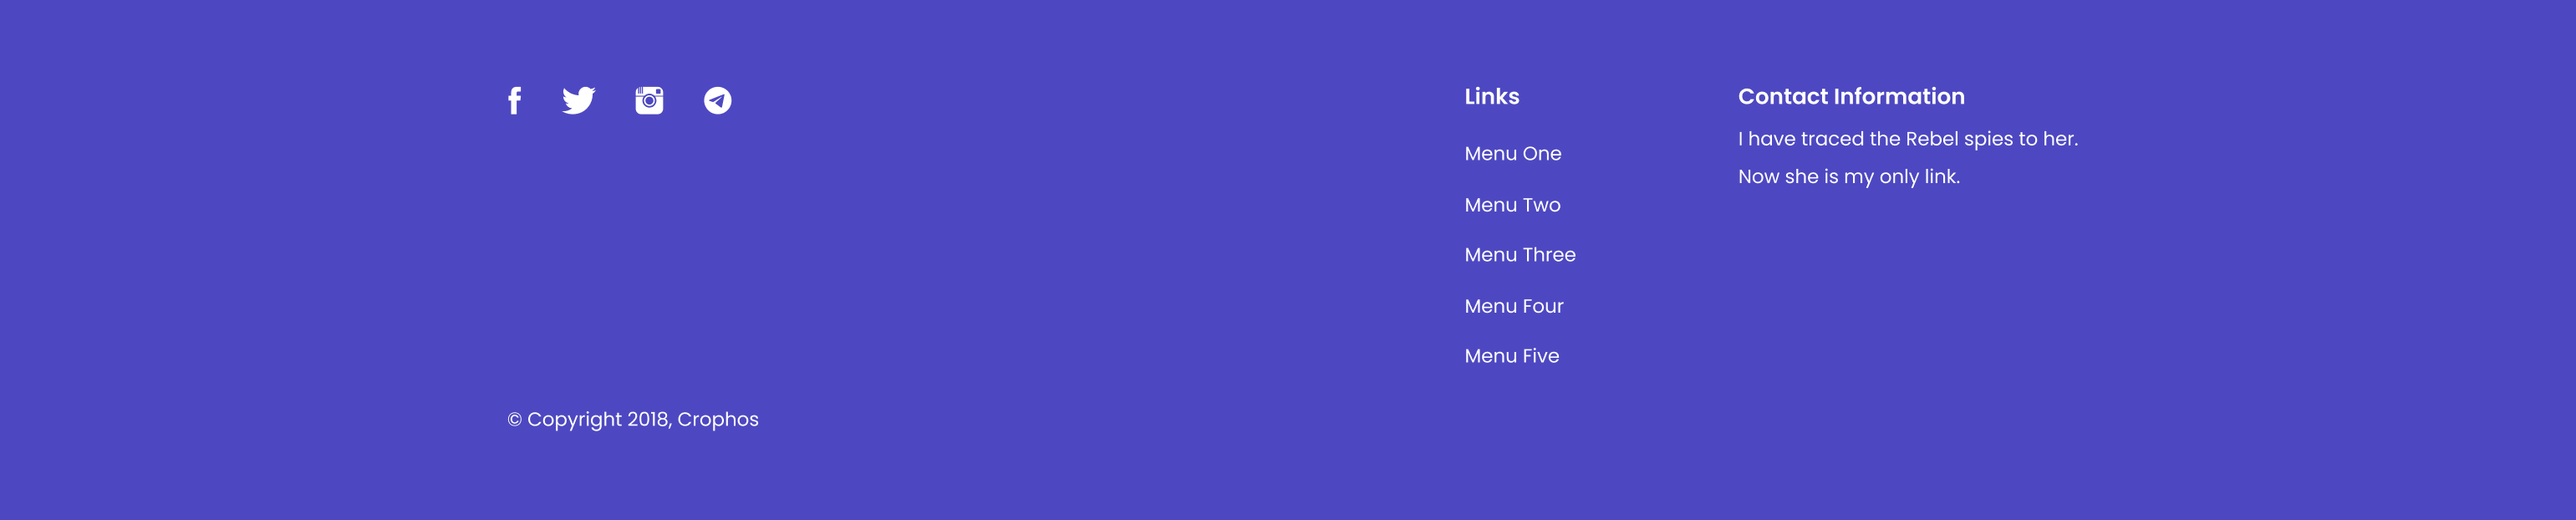 Links
Menu One
Menu Two
Menu Three
Menu Four
Menu Five
Contact Information
I have traced the Rebel spies to her.
Now she is my only link.
© Copyright 2018, Crophos